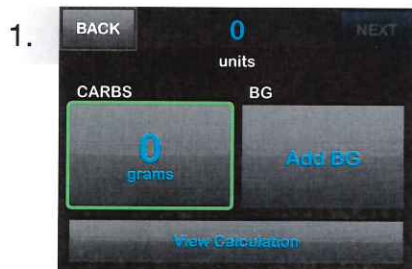 1.
BACK 0 NEXT
units
CARBS BG
0 Add BG
grams
View Calculation